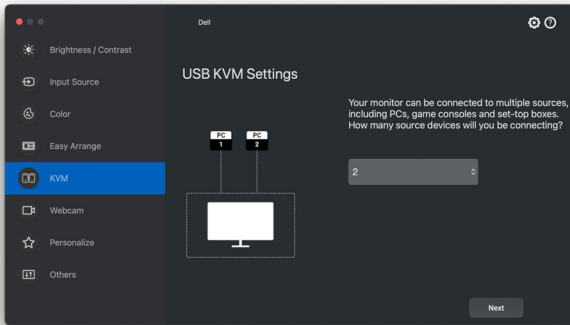 Dell
Brightness / Contrast
Input Source
Color
Easy Arrange
KVM
Webcam
Personalize
Others
USB KVM Settings
PC
1
PC
2
Your monitor can be connected to multiple sources,
including PCs, game consoles and set-top boxes.
How many source devices will you be connecting?
2
Next